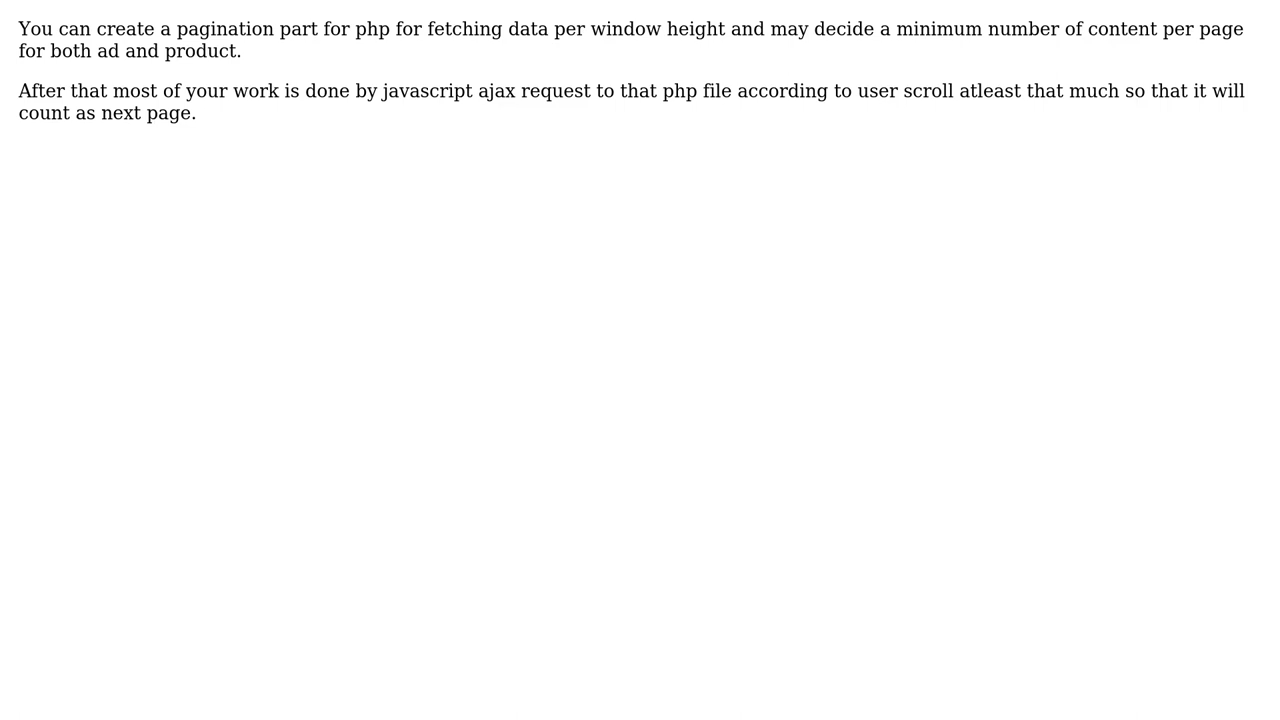 You can create a pagination part for php for fetching data per window height and may decide a minimum number of content per page
for both ad and product.
After that most of your work is done by javascript ajax request to that php file according to user scroll atleast that much so that it will
count as next page.